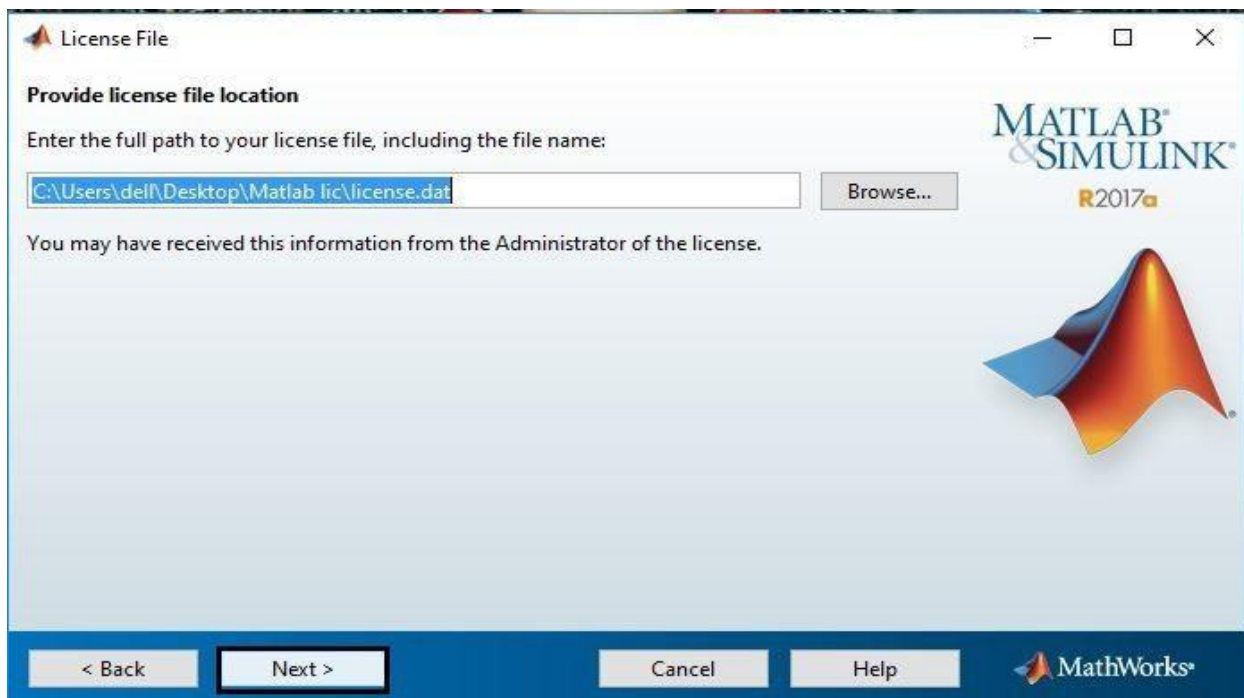 License File
Provide license file location
Enter the full path to your license file, including the file name:
C:\Users\dell\Desktop\Matlab lic\license.dat
Browse...
You may have received this information from the Administrator of the license.
MATLAB®
&SIMULINK®
R2017a
®
< Back
Next >
Cancel
Help
MathWorks®